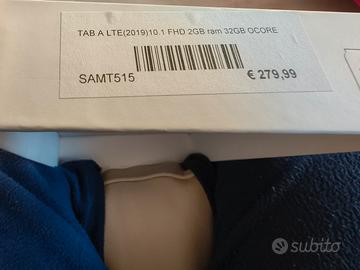 TAB A LTE(2019)10.1 FHD 2GB ram 32GB OCORE
SAMT515
€ 279,99
subito